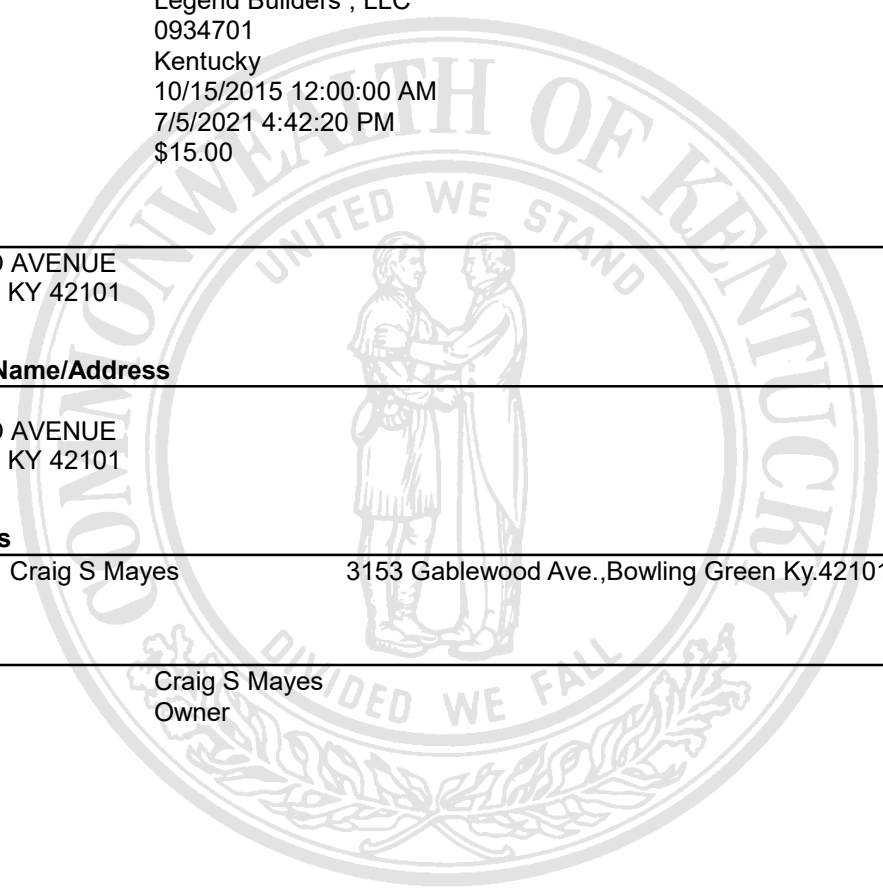 Legend Builders , LLC
0934701
Kentucky
10/15/2015 12:00:00 AM
7/5/2021 4:42:20 PM
$15.00
AVENUE
KY 42101
Name/Address
AVENUE
KY 42101
Craig S Mayes 3153 Gablewood Ave.,Bowling Green Ky.42101
Craig S Mayes
Owner
COMMONWEALTH OF KENTUCKY
UNITED WE STAND
DIVIDED WE FALL